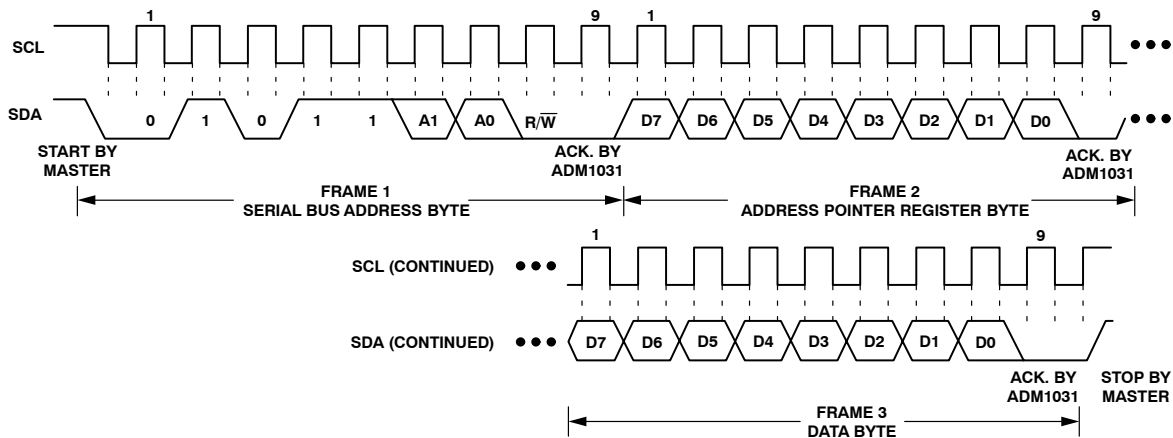 1 9 1 9
SCL
SDA
0 1 0 1 1 A1 A0 R/W̅ D7 D6 D5 D4 D3 D2 D1 D0
START BY
MASTER
ACK. BY
ADM1031
ACK. BY
ADM1031
FRAME 1
SERIAL BUS ADDRESS BYTE
FRAME 2
ADDRESS POINTER REGISTER BYTE
1 9
SCL (CONTINUED)
SDA (CONTINUED)
D7 D6 D5 D4 D3 D2 D1 D0
ACK. BY
ADM1031
STOP BY
MASTER
FRAME 3
DATA BYTE